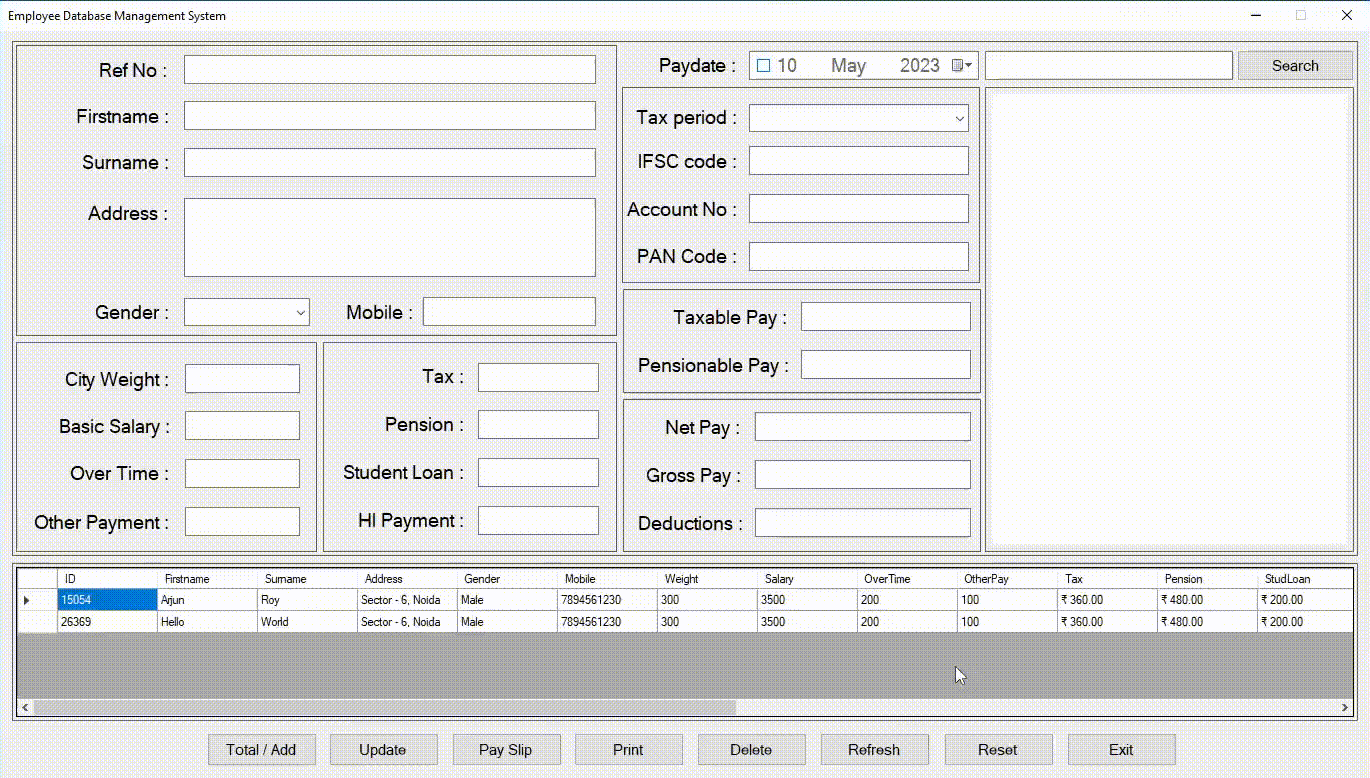 Employee Database Management System
Ref No :
Firstname :
Surname :
Address :
Gender :
Mobile :
Paydate :
10 May 2023
Search
Tax period :
IFSC code :
Account No :
PAN Code :
Taxable Pay :
Pensionable Pay :
City Weight :
Basic Salary :
Over Time :
Other Payment :
Tax :
Pension :
Student Loan :
HI Payment :
Net Pay :
Gross Pay :
Deductions :
ID Firstname Surname Address Gender Mobile Weight Salary OverTime OtherPay Tax Pension StudLoan
15054 Arjun Roy Sector - 6, Noida Male 7894561230 300 3500 200 100 ₹ 360.00 ₹ 480.00 ₹ 200.00
26369 Hello World Sector - 6, Noida Male 7894561230 300 3500 200 100 ₹ 360.00 ₹ 480.00 ₹ 200.00
Total / Add Update Pay Slip Print Delete Refresh Reset Exit